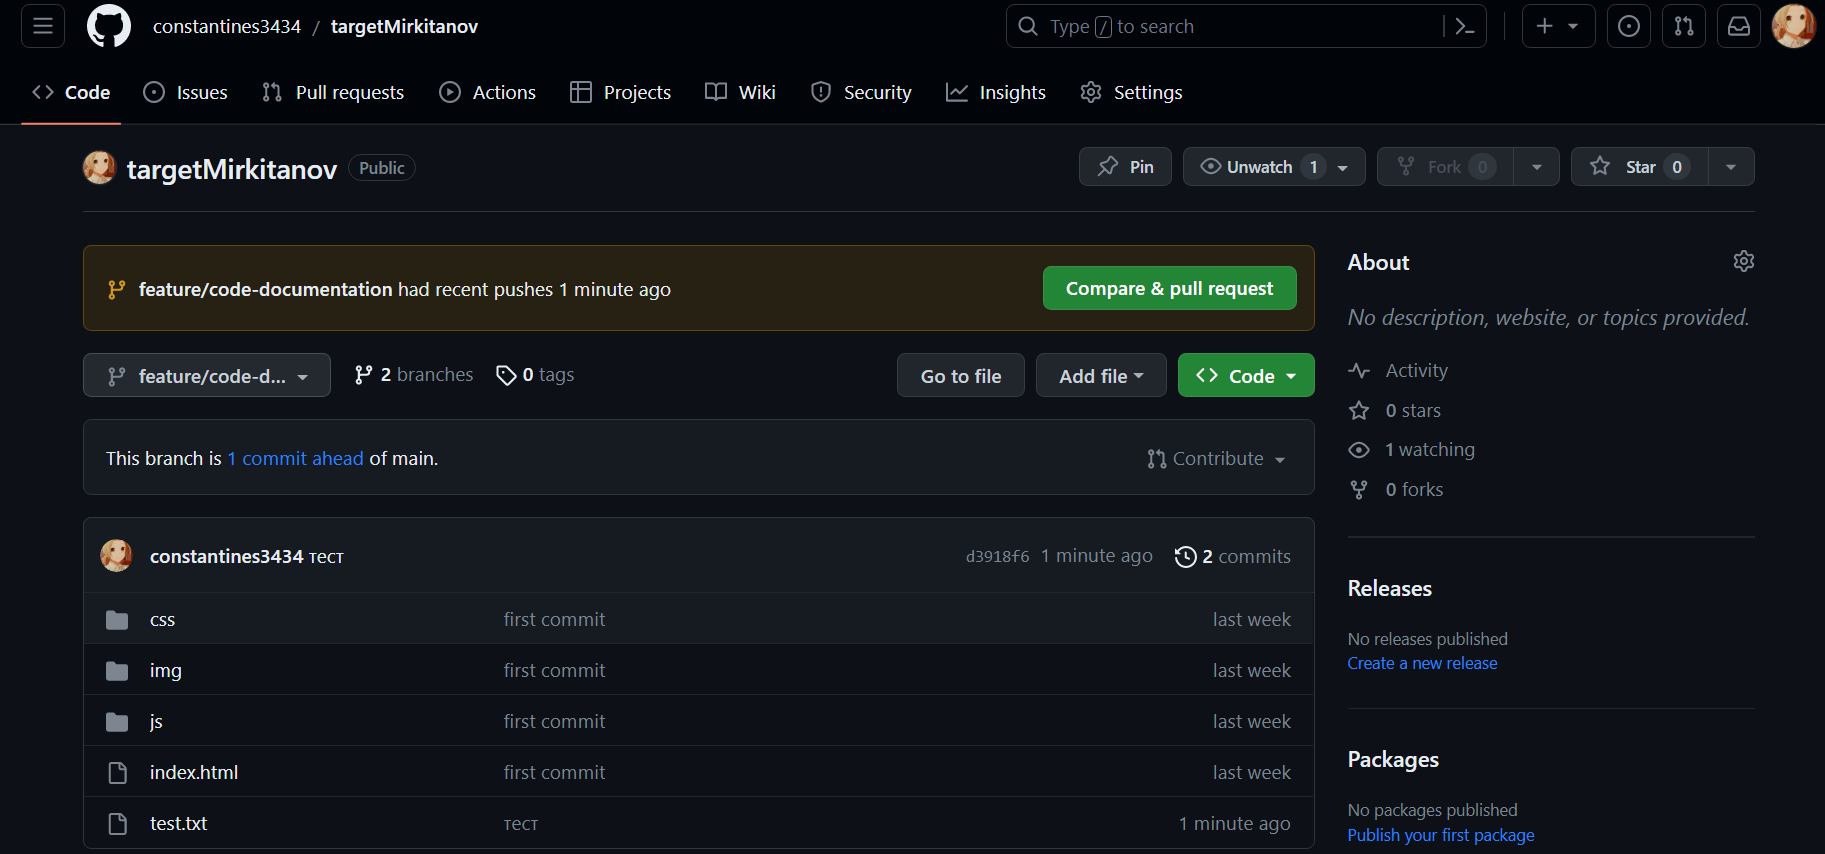 constantines3434 / targetMirkitanov
Type / to search
Code Issues Pull requests Actions Projects Wiki Security Insights Settings
targetMirkitanov Public
Pin Unwatch 1 Fork 0 Star 0
feature/code-documentation had recent pushes 1 minute ago
Compare & pull request
feature/code-d... 2 branches 0 tags
Go to file Add file Code
This branch is 1 commit ahead of main.
Contribute
constantines3434 тест d3918f6 1 minute ago 2 commits
css first commit last week
img first commit last week
js first commit last week
index.html first commit last week
test.txt тест 1 minute ago
About
No description, website, or topics provided.
Activity
0 stars
1 watching
0 forks
Releases
No releases published
Create a new release
Packages
No packages published
Publish your first package